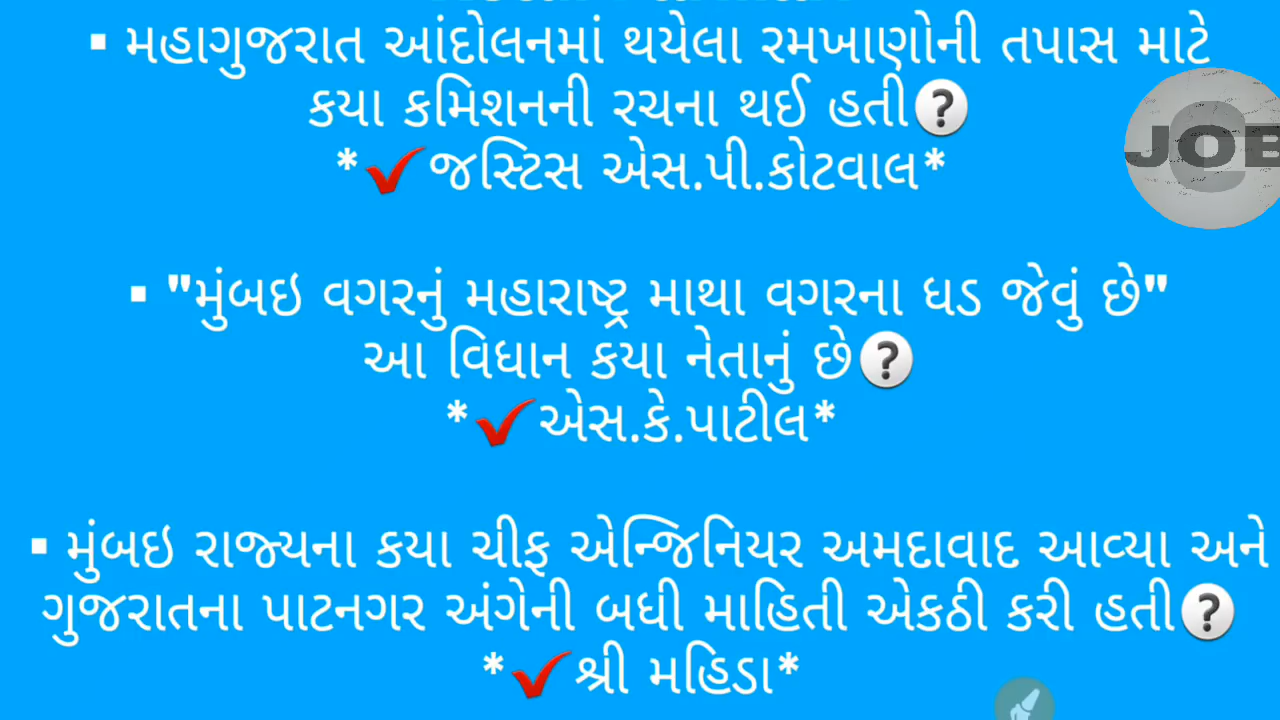 ▪ મહાગુજરાત આંદોલનમાં થયેલા રમખાણોની તપાસ માટે
કયા કમિશનની રચના થઈ હતી❔
*✔જસ્ટિસ એસ.પી.કોટવાલ*
▪ "મુંબઇ વગરનું મહારાષ્ટ્ર માથા વગરના ધડ જેવું છે"
આ વિધાન કયા નેતાનું છે❔
*✔એસ.કે.પાટીલ*
▪ મુંબઇ રાજ્યના કયા ચીફ એન્જિનિયર અમદાવાદ આવ્યા અને
ગુજરાતના પાટનગર અંગેની બધી માહિતી એકઠી કરી હતી❔
*✔શ્રી મહિડા*
JOB